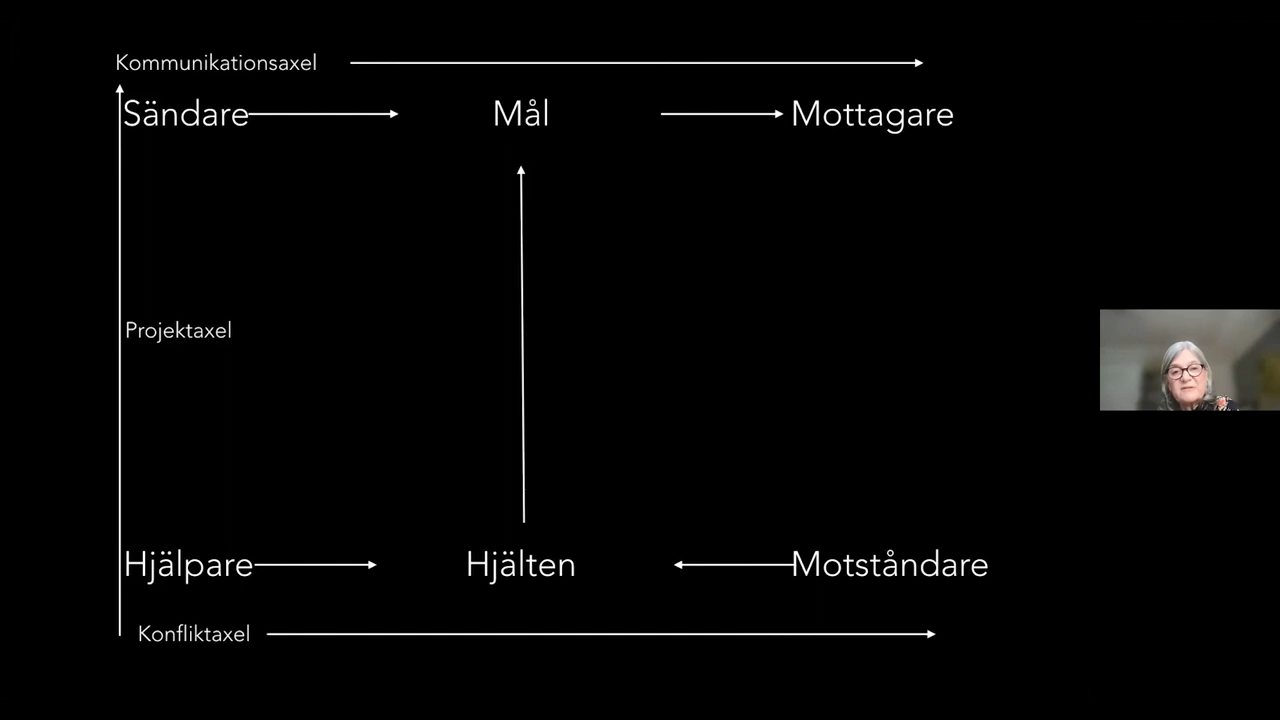 Kommunikationsaxel
Sändare
Mål
Mottagare
Projektaxel
Hjälpare
Hjälten
Motståndare
Konfliktaxel